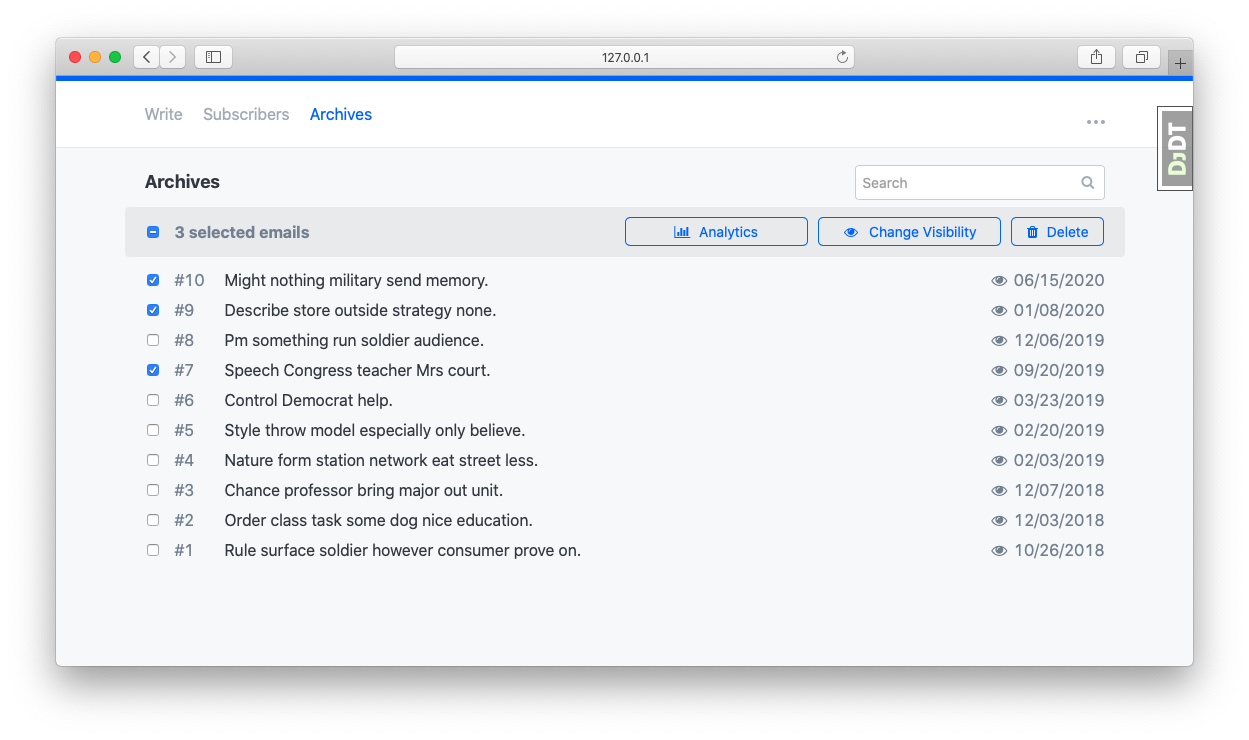 127.0.0.1
Write Subscribers Archives
DjDT
Archives Search
3 selected emails Analytics Change Visibility Delete
#10 Might nothing military send memory. 06/15/2020
#9 Describe store outside strategy none. 01/08/2020
#8 Pm something run soldier audience. 12/06/2019
#7 Speech Congress teacher Mrs court. 09/20/2019
#6 Control Democrat help. 03/23/2019
#5 Style throw model especially only believe. 02/20/2019
#4 Nature form station network eat street less. 02/03/2019
#3 Chance professor bring major out unit. 12/07/2018
#2 Order class task some dog nice education. 12/03/2018
#1 Rule surface soldier however consumer prove on. 10/26/2018